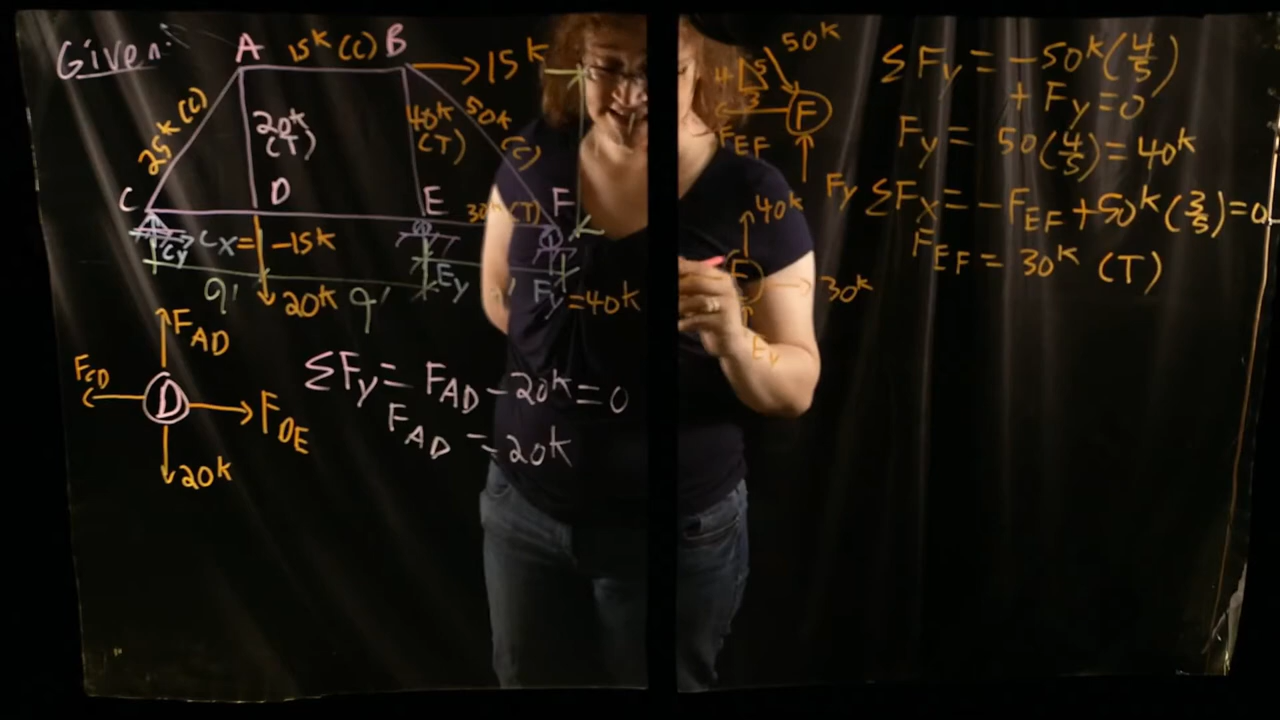 Given:
A 15k (C) B
15k
25k (C)
20k (T)
40k (T)
50k (C)
C D E F
30k (T)
Cx = -15k
Cy
20k
Ey
Fy = 40k
9' 9' '
FAD
FCD D FDE
20k
ΣFy = FAD - 20k = 0
FAD = 20k
50k
4 5 3
F
FEF
Fy
40k
E
30k
Ey
ΣFy = -50k(4/5) + Fy = 0
Fy = 50(4/5) = 40k
ΣFx = -FEF + 50k(3/5) = 0
FEF = 30k (T)